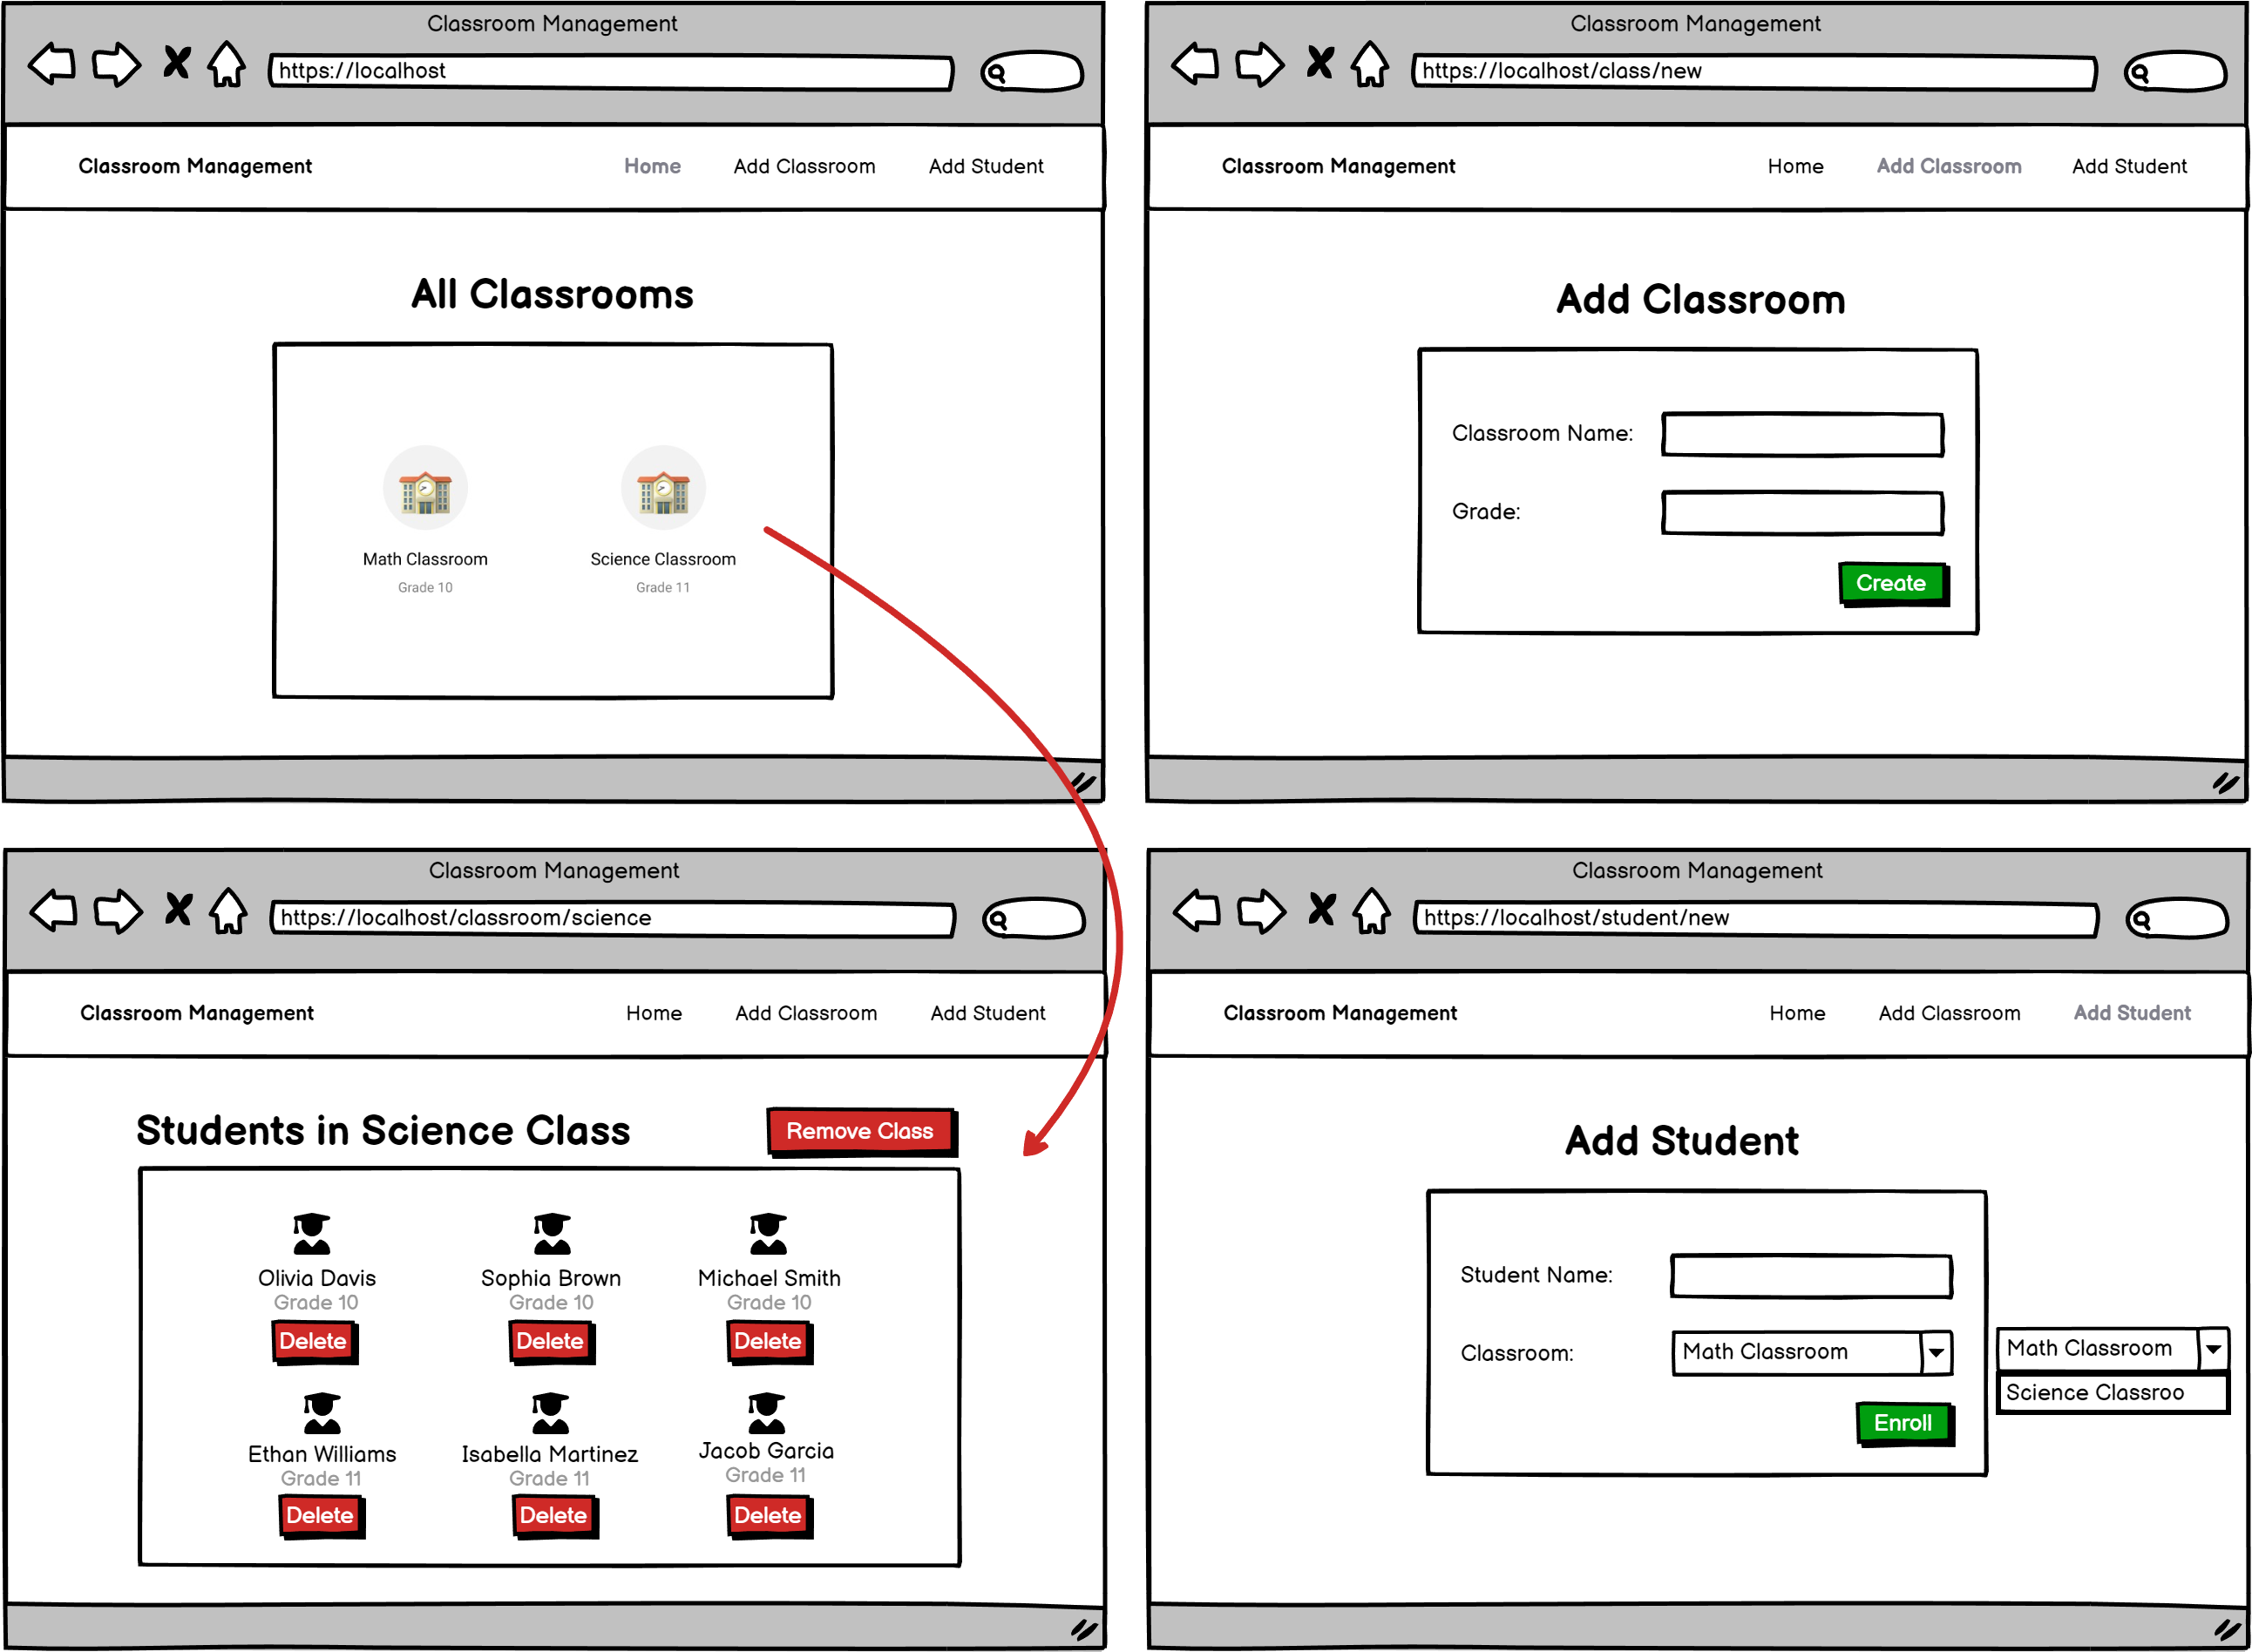 Classroom Management
https://localhost
Classroom Management Home Add Classroom Add Student
All Classrooms
Math Classroom Science Classroom
Grade 10 Grade 11
Classroom Management
https://localhost/class/new
Classroom Management Home Add Classroom Add Student
Add Classroom
Classroom Name:
Grade:
Create
Classroom Management
https://localhost/classroom/science
Classroom Management Home Add Classroom Add Student
Students in Science Class Remove Class
Olivia Davis Sophia Brown Michael Smith
Grade 10 Grade 10 Grade 10
Delete Delete Delete
Ethan Williams Isabella Martinez Jacob Garcia
Grade 11 Grade 11 Grade 11
Delete Delete Delete
Classroom Management
https://localhost/student/new
Classroom Management Home Add Classroom Add Student
Add Student
Student Name:
Classroom: Math Classroom Math Classroom
Science Classroo
Enroll